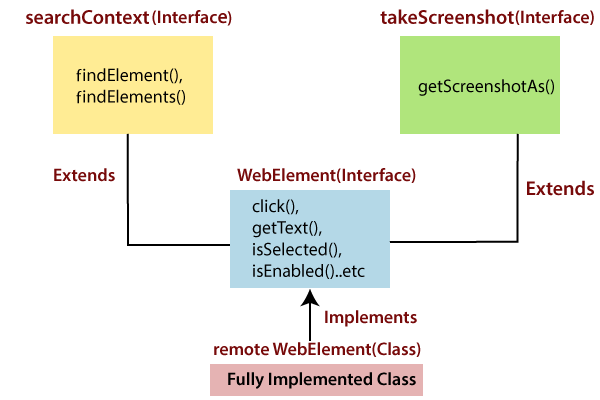 searchContext (Interface)
takeScreenshot(Interface)
findElement(),
findElements()
getScreenshotAs()
Extends
WebElement(Interface)
Extends
click(),
getText(),
isSelected(),
isEnabled()..etc
Implements
remote WebElement(Class)
Fully Implemented Class